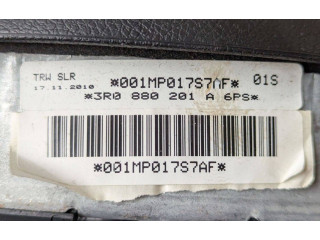 TRW SLR *001MP017S7AF* 01S
17.11.2010
*3R0 880 201 A 6PS*
*001MP017S7AF*